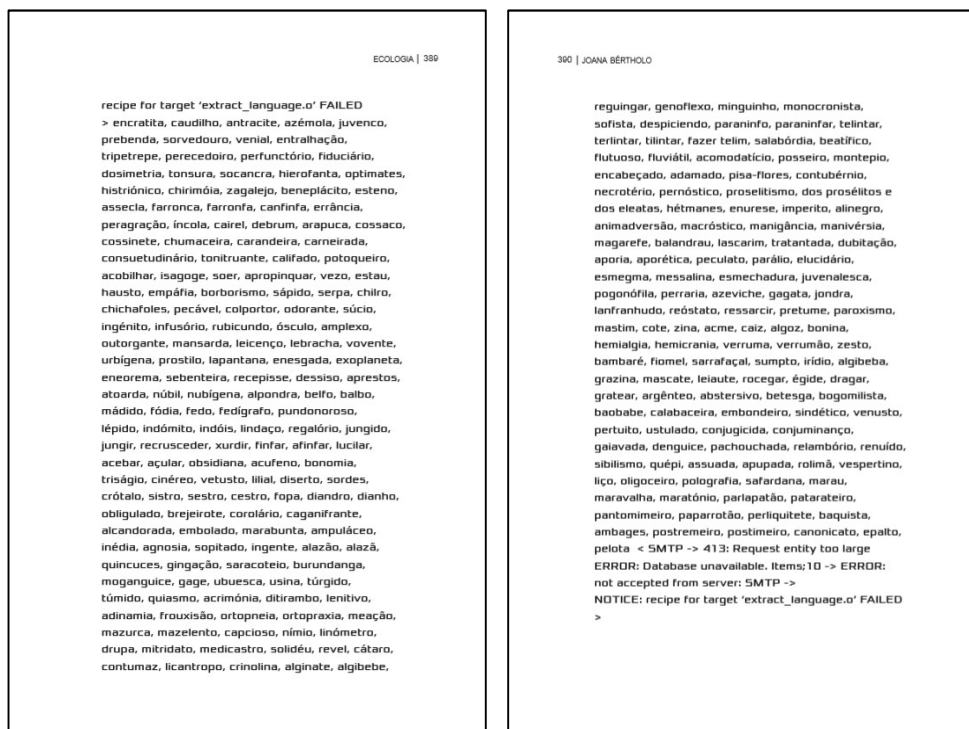 ECOLOGIA | 389
recipe for target ‘extract_language.o’ FAILED
> encratita, caudilho, antracite, azémola, juvenco,
prebenda, sorvedouro, venial, entralhação,
tripetrepe, perecedoiro, perfunctório, fiduciário,
dosimetria, tonsura, socancra, hierofanta, optimates,
histriónico, chirimóia, zagalejo, beneplácito, esteno,
assecla, farronca, farronfa, canfinfa, errância,
peragração, íncola, cairel, debrum, arapuca, cossaco,
cossinete, chumaceira, carandeira, carneirada,
consuetudinário, tonitruante, califado, potoqueiro,
acobilhar, isagoge, soer, apropinquar, vezo, estau,
hausto, empáfia, borborismo, sápido, serpa, chilro,
chichafoles, pecável, colportor, odorante, súcio,
ingénito, infusório, rubicundo, ósculo, amplexo,
outorgante, mansarda, leicenço, lebracha, vovente,
urbígena, prostilo, lapantana, enesgada, exoplaneta,
eneorema, sebenteira, recepisse, dessiso, aprestos,
atoarda, núbil, nubígena, alpondra, belfo, balbo,
mádido, fódia, fedo, fedígrafo, pundonoroso,
lépido, indómito, indóis, lindaço, regalório, jungido,
jungir, recrusceder, xurdir, finfar, afinfar, lucilar,
acebar, açular, obsidiana, acufeno, bonomia,
triságio, cinéreo, vetusto, lilial, diserto, sordes,
crótalo, sistro, sestro, cestro, fopa, diandro, dianho,
obligulado, brejeirote, corolário, caganifrante,
alcandorada, embolado, marabunta, ampuláceo,
inédia, agnosia, sopitado, ingente, alazão, alazã,
quincuces, gingação, saracoteio, burundanga,
moganguice, gage, ubuesca, usina, túrgido,
túmido, quiasmo, acrimónia, ditirambo, lenitivo,
adinamia, frouxisão, ortopneia, ortopraxia, meação,
mazurca, mazelento, capcioso, nímio, linómetro,
drupa, mitridato, medicastro, solidéu, revel, cátaro,
contumaz, licantropo, crinolina, alginate, algibebe,
390 | JOANA BÉRTHOLO
reguingar, genoflexo, minguinho, monocronista,
sofista, despiciendo, paraninfo, paraninfar, telintar,
terlintar, tilintar, fazer telim, salabórdia, beatífico,
flutuoso, fluviátil, acomodatício, posseiro, montepio,
encabeçado, adamado, pisa-flores, contubérnio,
necrotério, pernóstico, proselitismo, dos prosélitos e
dos eleatas, hétmanes, enurese, imperito, alinegro,
animadversão, macróstico, manigância, manivérsia,
magarefe, balandrau, lascarim, tratantada, dubitação,
aporia, aporética, peculato, parálio, elucidário,
esmegma, messalina, esmechadura, juvenalesca,
pogonófila, perraria, azeviche, gagata, jondra,
lanfranhudo, reóstato, ressarcir, pretume, paroxismo,
mastim, cote, zina, acme, caiz, algoz, bonina,
hemialgia, hemicrania, verruma, verrumão, zesto,
bambaré, fiomel, sarrafaçal, sumpto, irídio, algibeba,
grazina, mascate, leiaute, rocegar, égide, dragar,
gratear, argênteo, abstersivo, betesga, bogomilista,
baobabe, calabaceira, embondeiro, sindético, venusto,
pertuito, ustulado, conjugicida, conjuminanço,
gaiavada, denguice, pachouchada, relambório, renuído,
sibilismo, quépi, assuada, apupada, rolimã, vespertino,
liço, oligoceiro, polografia, safardana, marau,
maravalha, maratónio, parlapatão, patarateiro,
pantomimeiro, paparrotão, perliquitete, baquista,
ambages, postremeiro, postimeiro, canonicato, epalto,
pelota < SMTP -> 413: Request entity too large
ERROR: Database unavailable. Items;10 -> ERROR:
not accepted from server: SMTP ->
NOTICE: recipe for target ‘extract_language.o’ FAILED
>